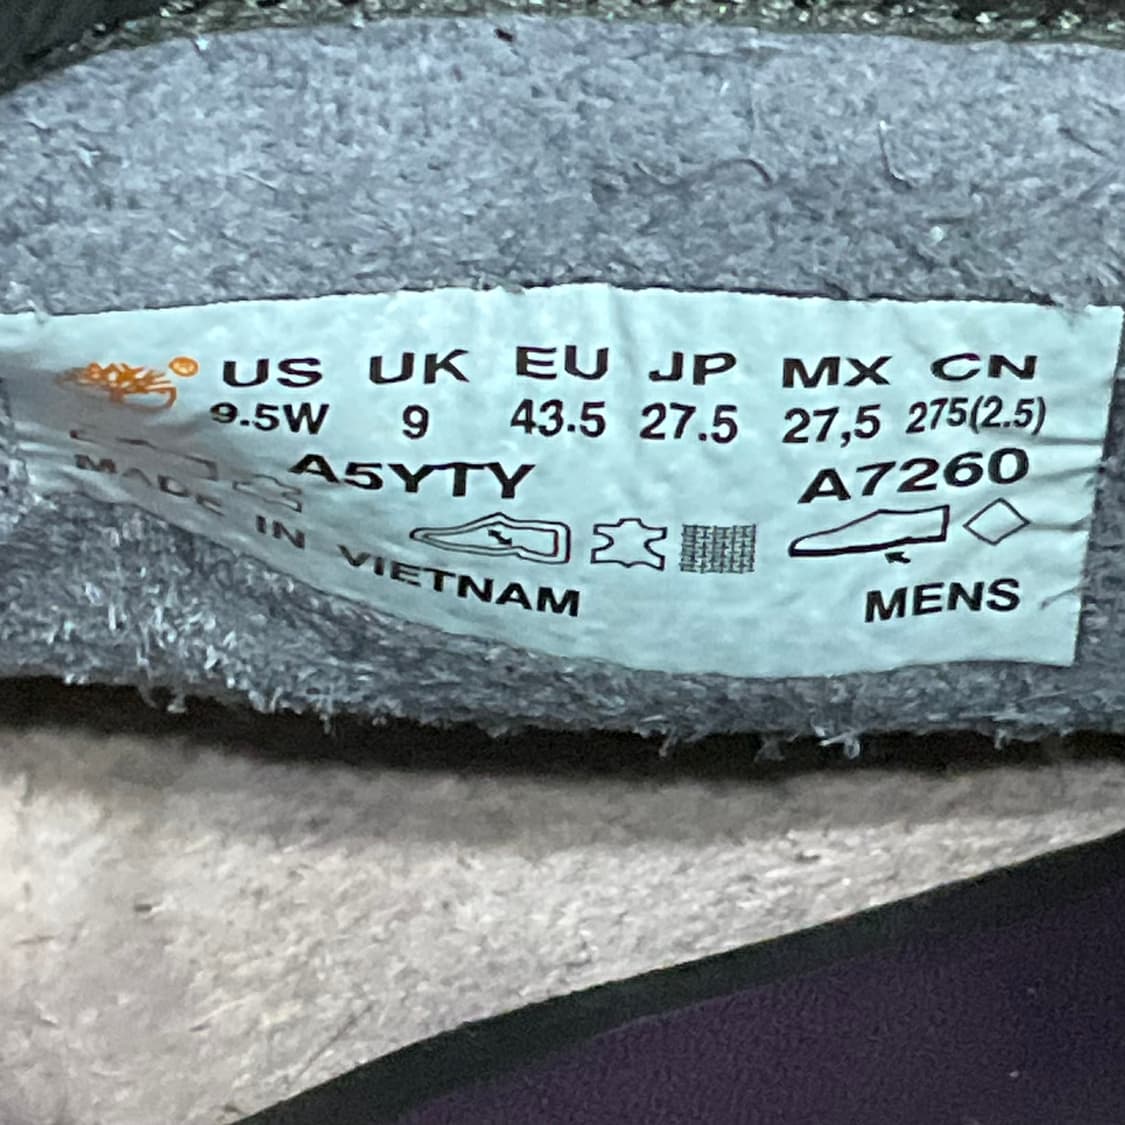 US UK EU JP MX CN
9.5W 9 43.5 27.5 27,5 275(2.5)
A5YTY A7260
MADE IN VIETNAM MENS